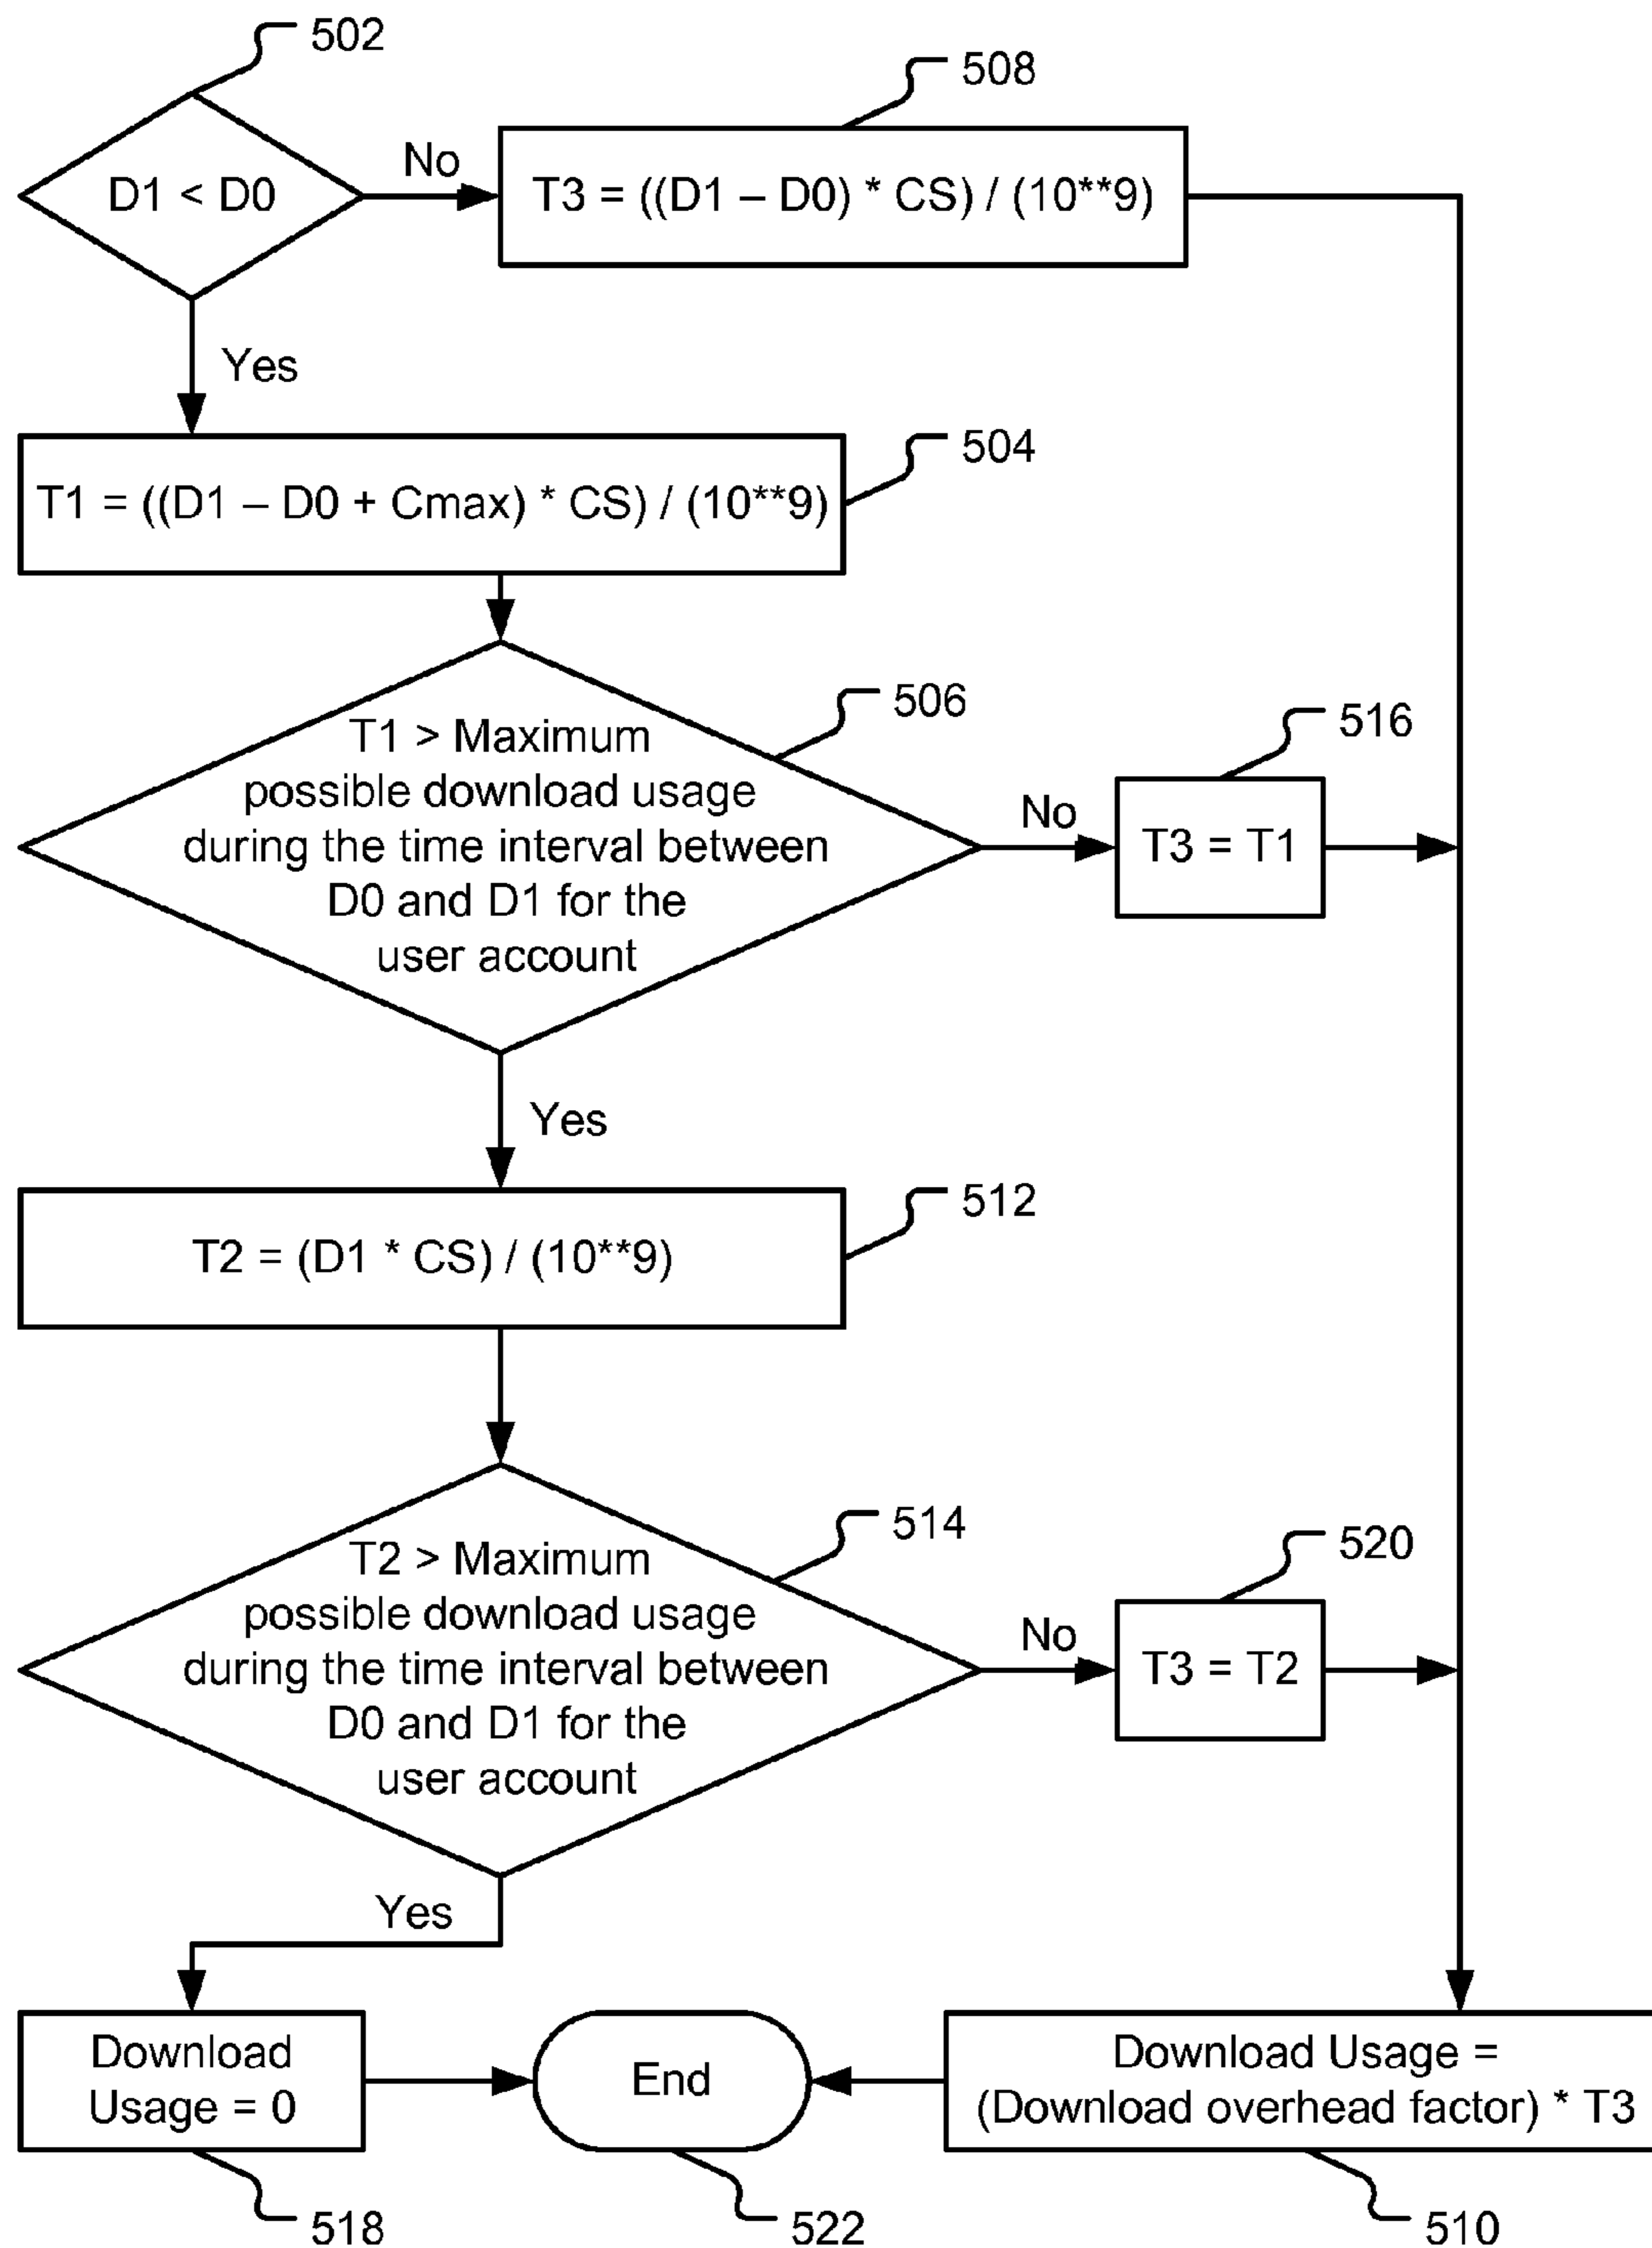 502
508
D1 < D0
No
T3 = ((D1 – D0) * CS) / (10**9)
Yes
504
T1 = ((D1 – D0 + Cmax) * CS) / (10**9)
506
T1 > Maximum
possible download usage
during the time interval between
D0 and D1 for the
user account
No
516
T3 = T1
Yes
512
T2 = (D1 * CS) / (10**9)
514
T2 > Maximum
possible download usage
during the time interval between
D0 and D1 for the
user account
No
520
T3 = T2
Yes
Download
Usage = 0
End
Download Usage =
(Download overhead factor) * T3
518
522
510